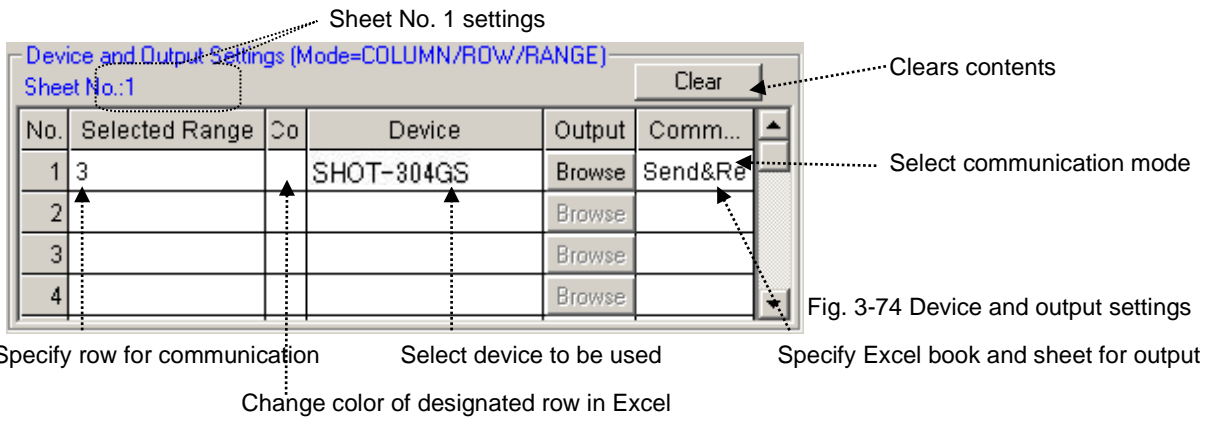 Sheet No. 1 settings
Device and Output Settings (Mode=COLUMN/ROW//RANGE)
Sheet No.:1
Clear
Clears contents
No. Selected Range Co Device Output Comm...
1 3 SHOT-304GS Browse Send&Re
Select communication mode
2 Browse
3 Browse
4 Browse
Fig. 3-74 Device and output settings
Specify row for communication Select device to be used Specify Excel book and sheet for output
Change color of designated row in Excel